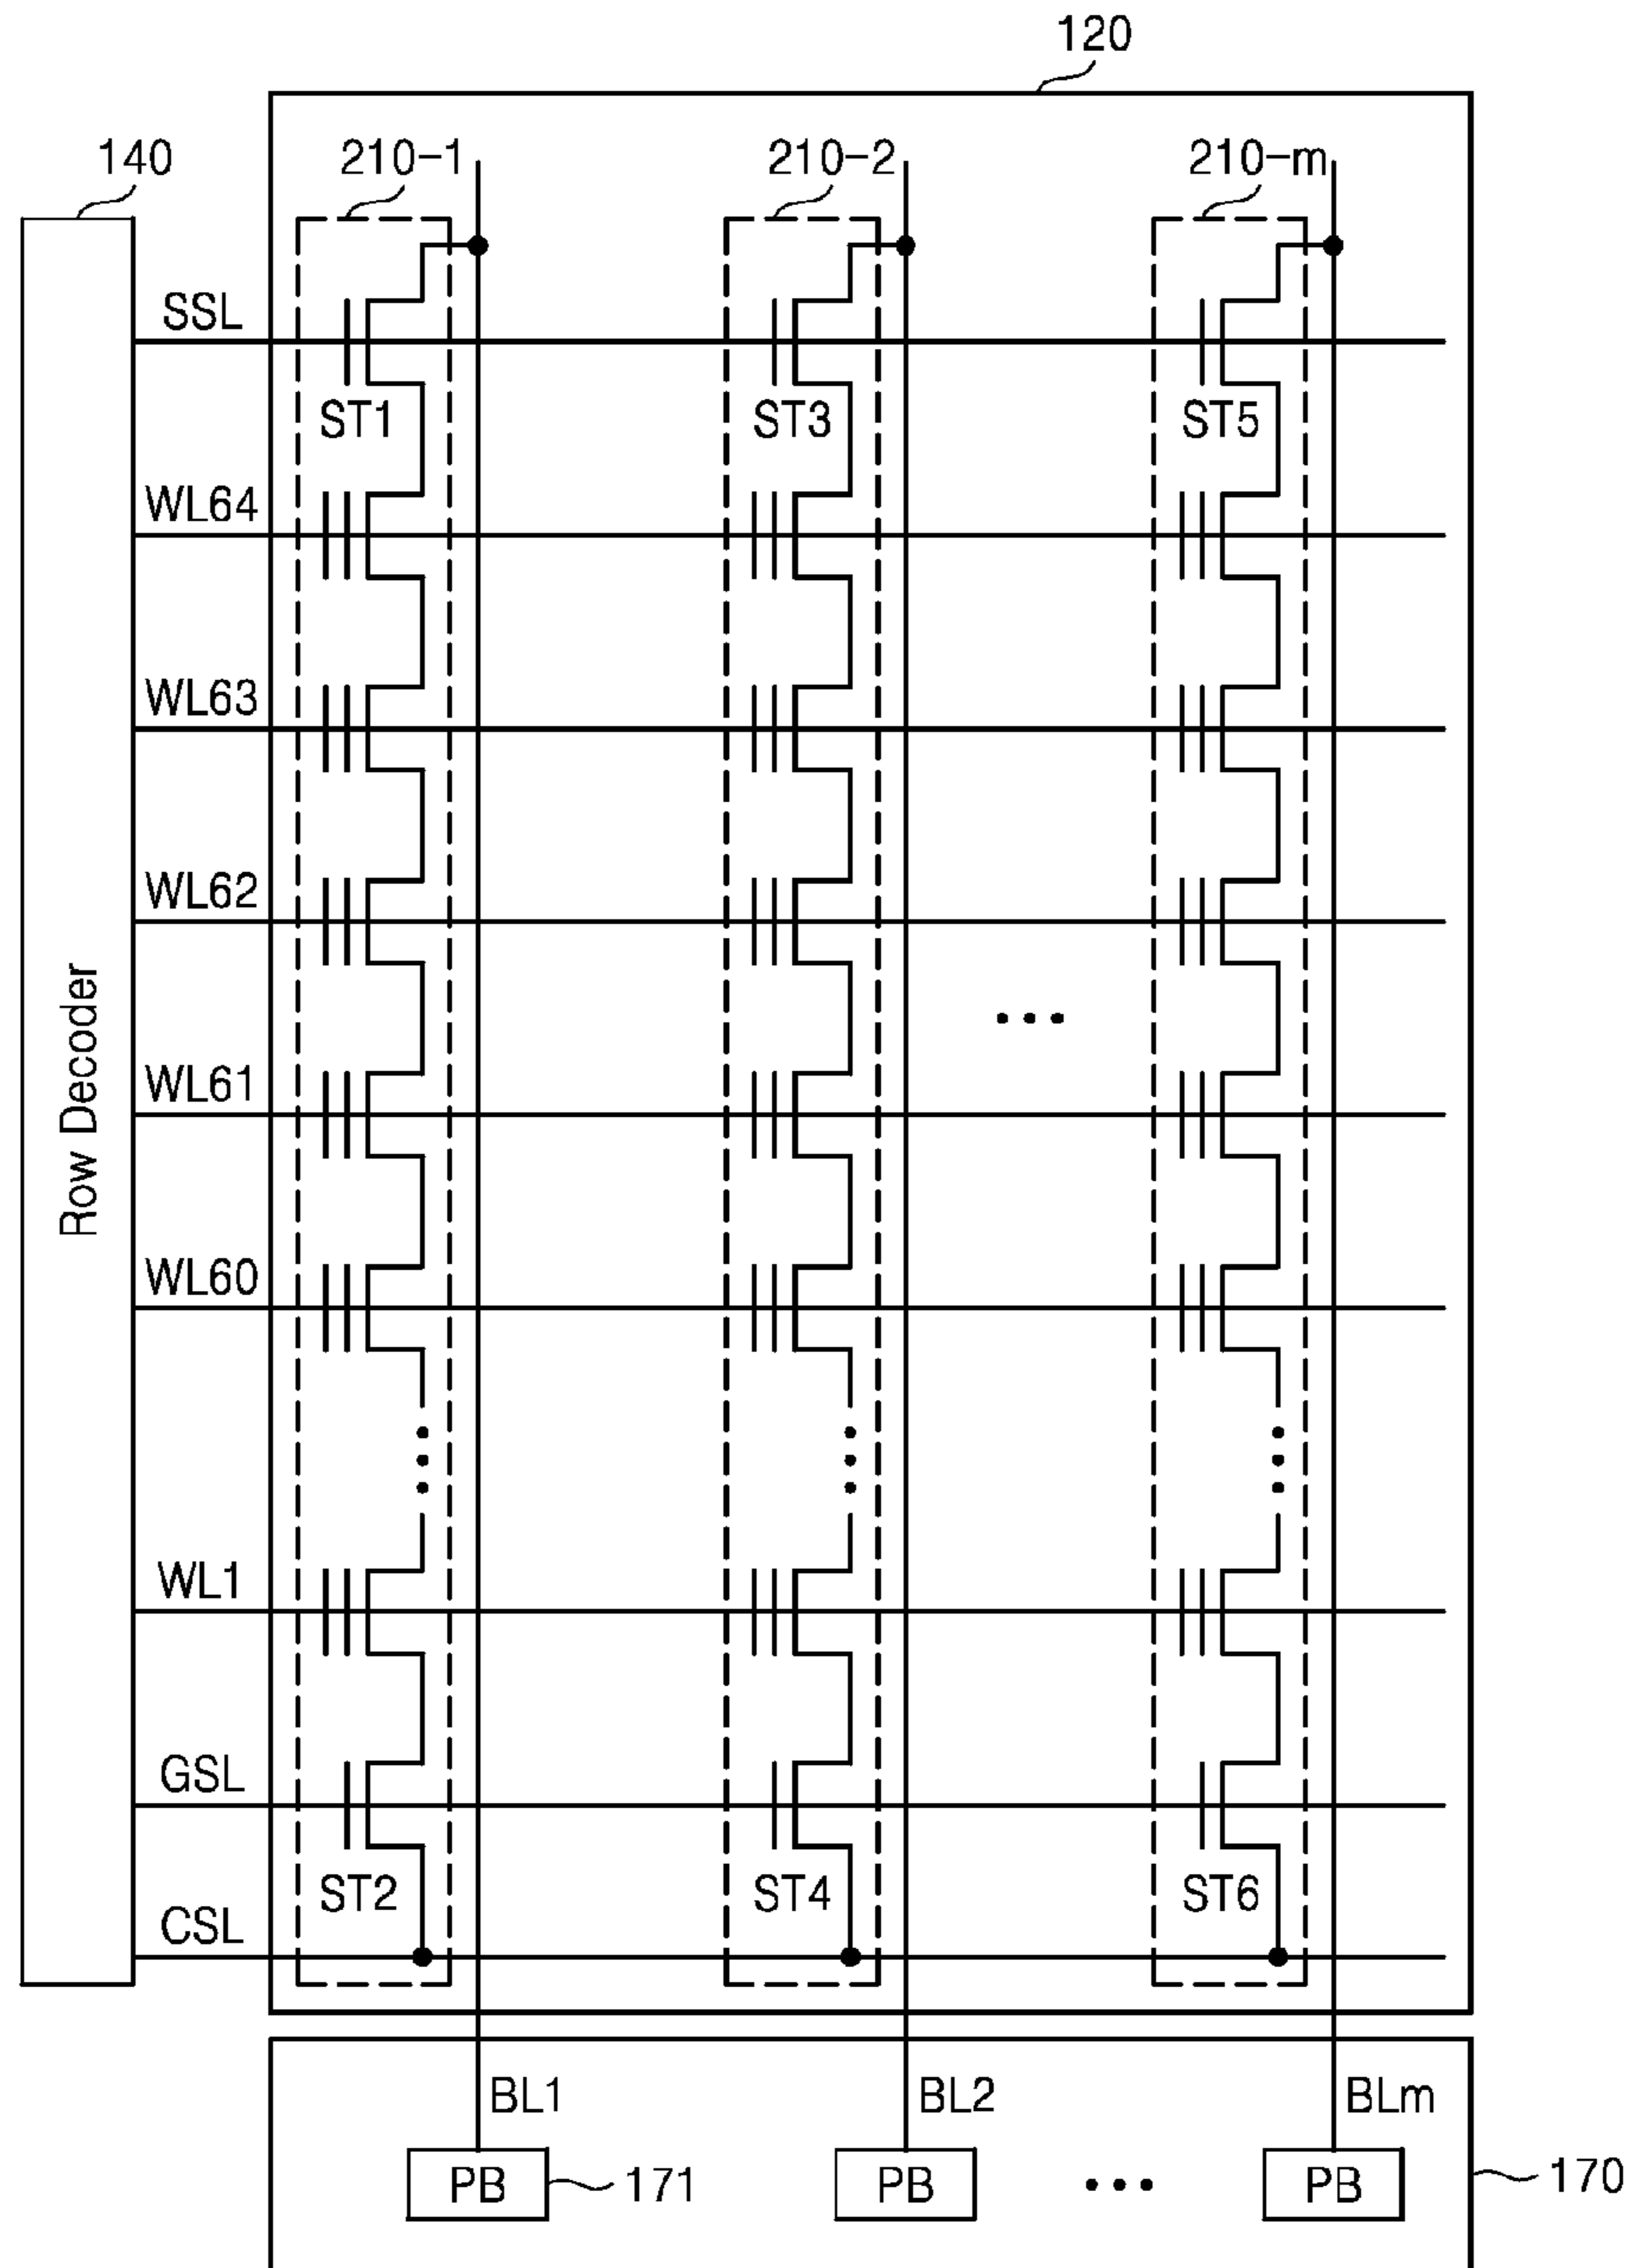 120
140
210-1
210-2
210-m
SSL
ST1
ST3
ST5
WL64
WL63
WL62
WL61
Row Decoder
WL60
WL1
GSL
ST2
ST4
ST6
CSL
BL1
BL2
BLm
PB
171
PB
PB
170